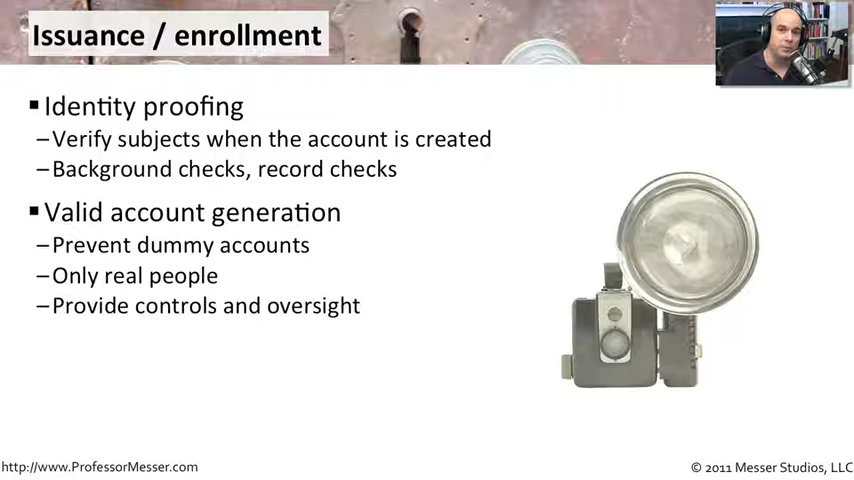 Issuance / enrollment
▪ Identity proofing
–Verify subjects when the account is created
–Background checks, record checks
▪ Valid account generation
–Prevent dummy accounts
–Only real people
–Provide controls and oversight
http://www.ProfessorMesser.com
© 2011 Messer Studios, LLC